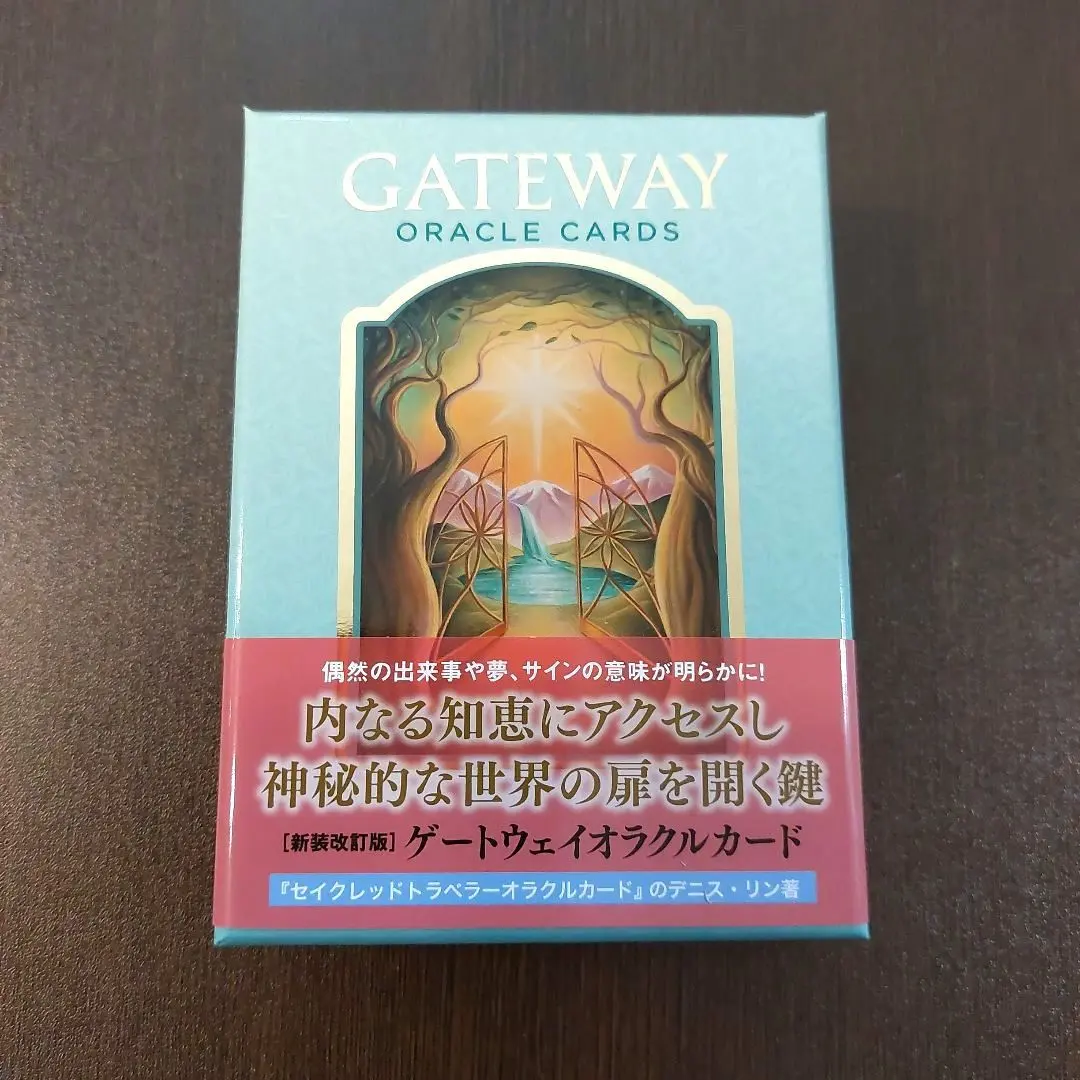 GATEWAY
ORACLE CARDS
偶然の出来事や夢、サインの意味が明らかに!
内なる知恵にアクセスし
神秘的な世界の扉を開く鍵
[新装改訂版] ゲートウェイオラクルカード
『セイクレッドトラベラーオラクルカード』のデニス・リン著